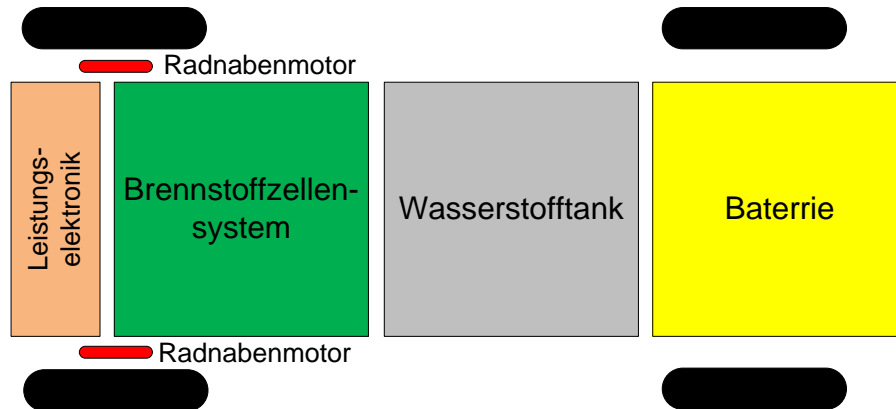 Radnabenmotor
Leistungs-
elektronik
Brennstoffzellen-
system
Wasserstofftank
Baterrie
Radnabenmotor